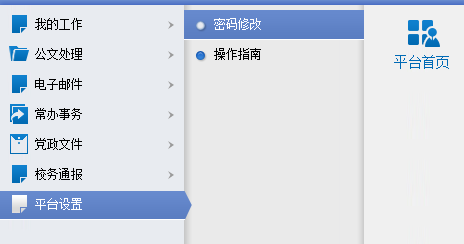 我的工作
公文处理
电子邮件
常办事务
党政文件
校务通报
平台设置
密码修改
操作指南
平台首页